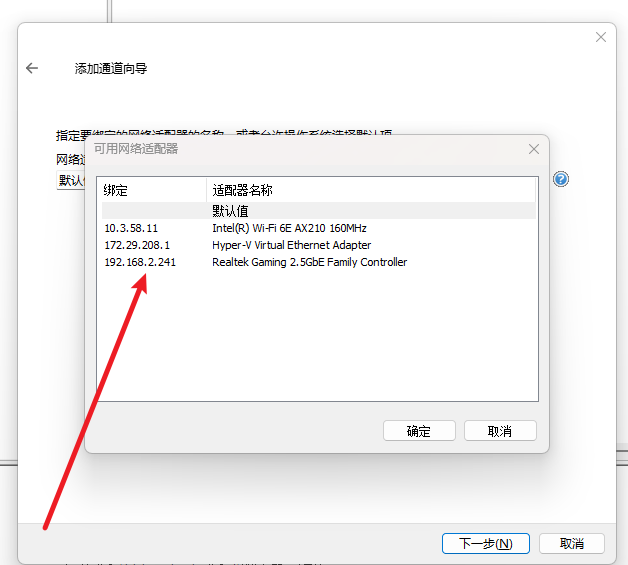 添加通道向导
指定要绑定的网络适配器的名称，或者允许操作系统选择默认项
网络适
可用网络适配器
默认
绑定 适配器名称
默认值
10.3.58.11 Intel(R) Wi-Fi 6E AX210 160MHz
172.29.208.1 Hyper-V Virtual Ethernet Adapter
192.168.2.241 Realtek Gaming 2.5GbE Family Controller
确定 取消
下一步(N) 取消